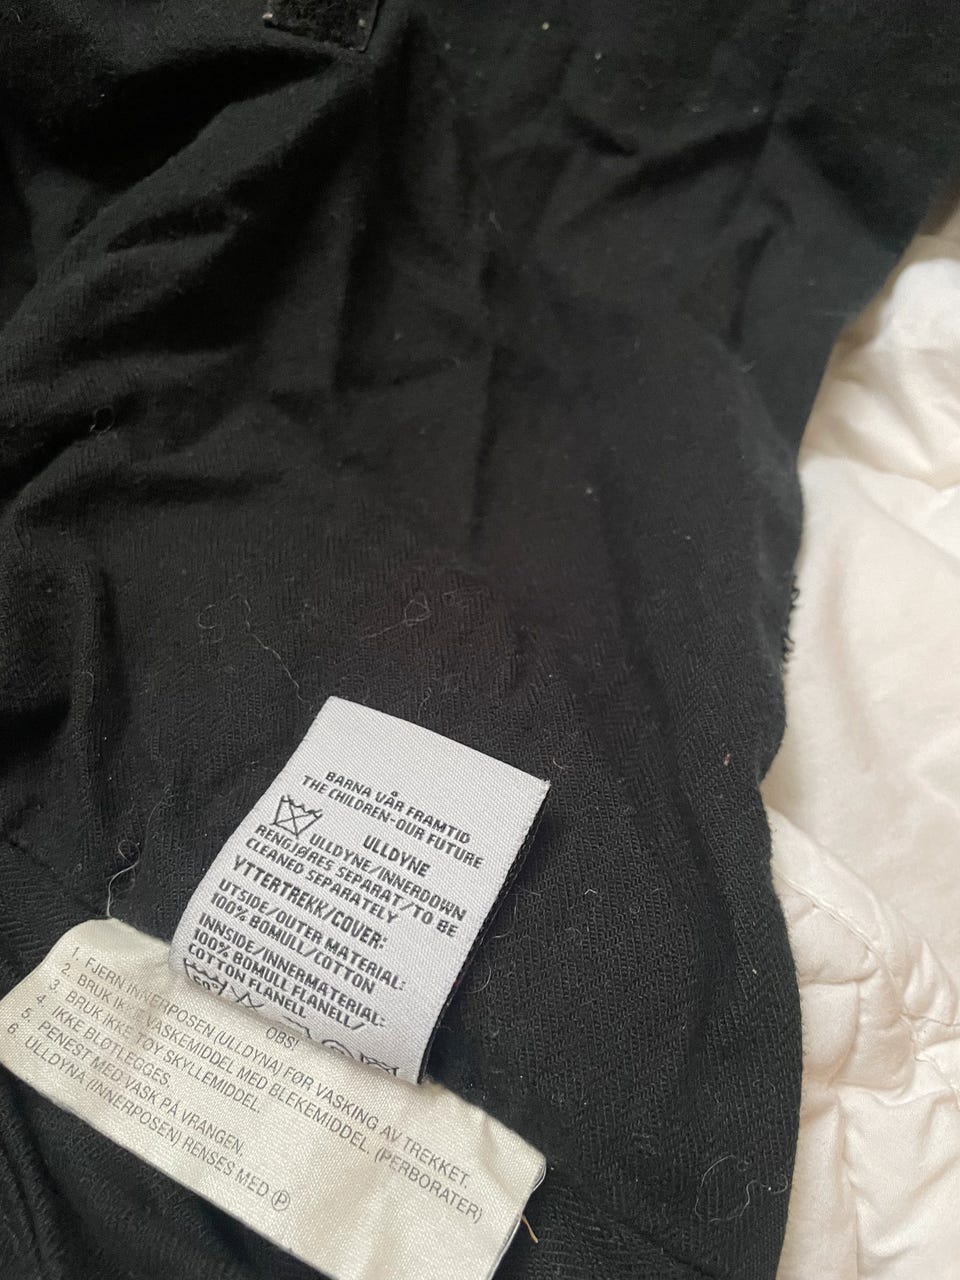 BARNA VÅR FRAMTID
THE CHILDREN-OUR FUTURE
ULLDYNE
ULLDYNE/INNERDOWN
RENGJØRES SEPARAT/TO BE
CLEANED SEPARATELY
YTTERTREKK/COVER:
UTSIDE/OUTER MATERIAL:
100% BOMULL/COTTON
INNSIDE/INNERMATERIAL:
100% BOMULL FLANELL/
COTTON FLANELL
60°
OBS!
1. FJERN INNERPOSEN (ULLDYNA) FØR VASKING AV TREKKET.
2. BRUK IKKE VASKEMIDDEL MED BLEKEMIDDEL. (PERBORATER)
3. BRUK IKKE TØY SKYLLEMIDDEL.
4. IKKE BLØTLEGGES.
5. PENEST MED VASK PÅ VRANGEN.
6. ULLDYNA (INNERPOSEN) RENSES MED Ⓟ